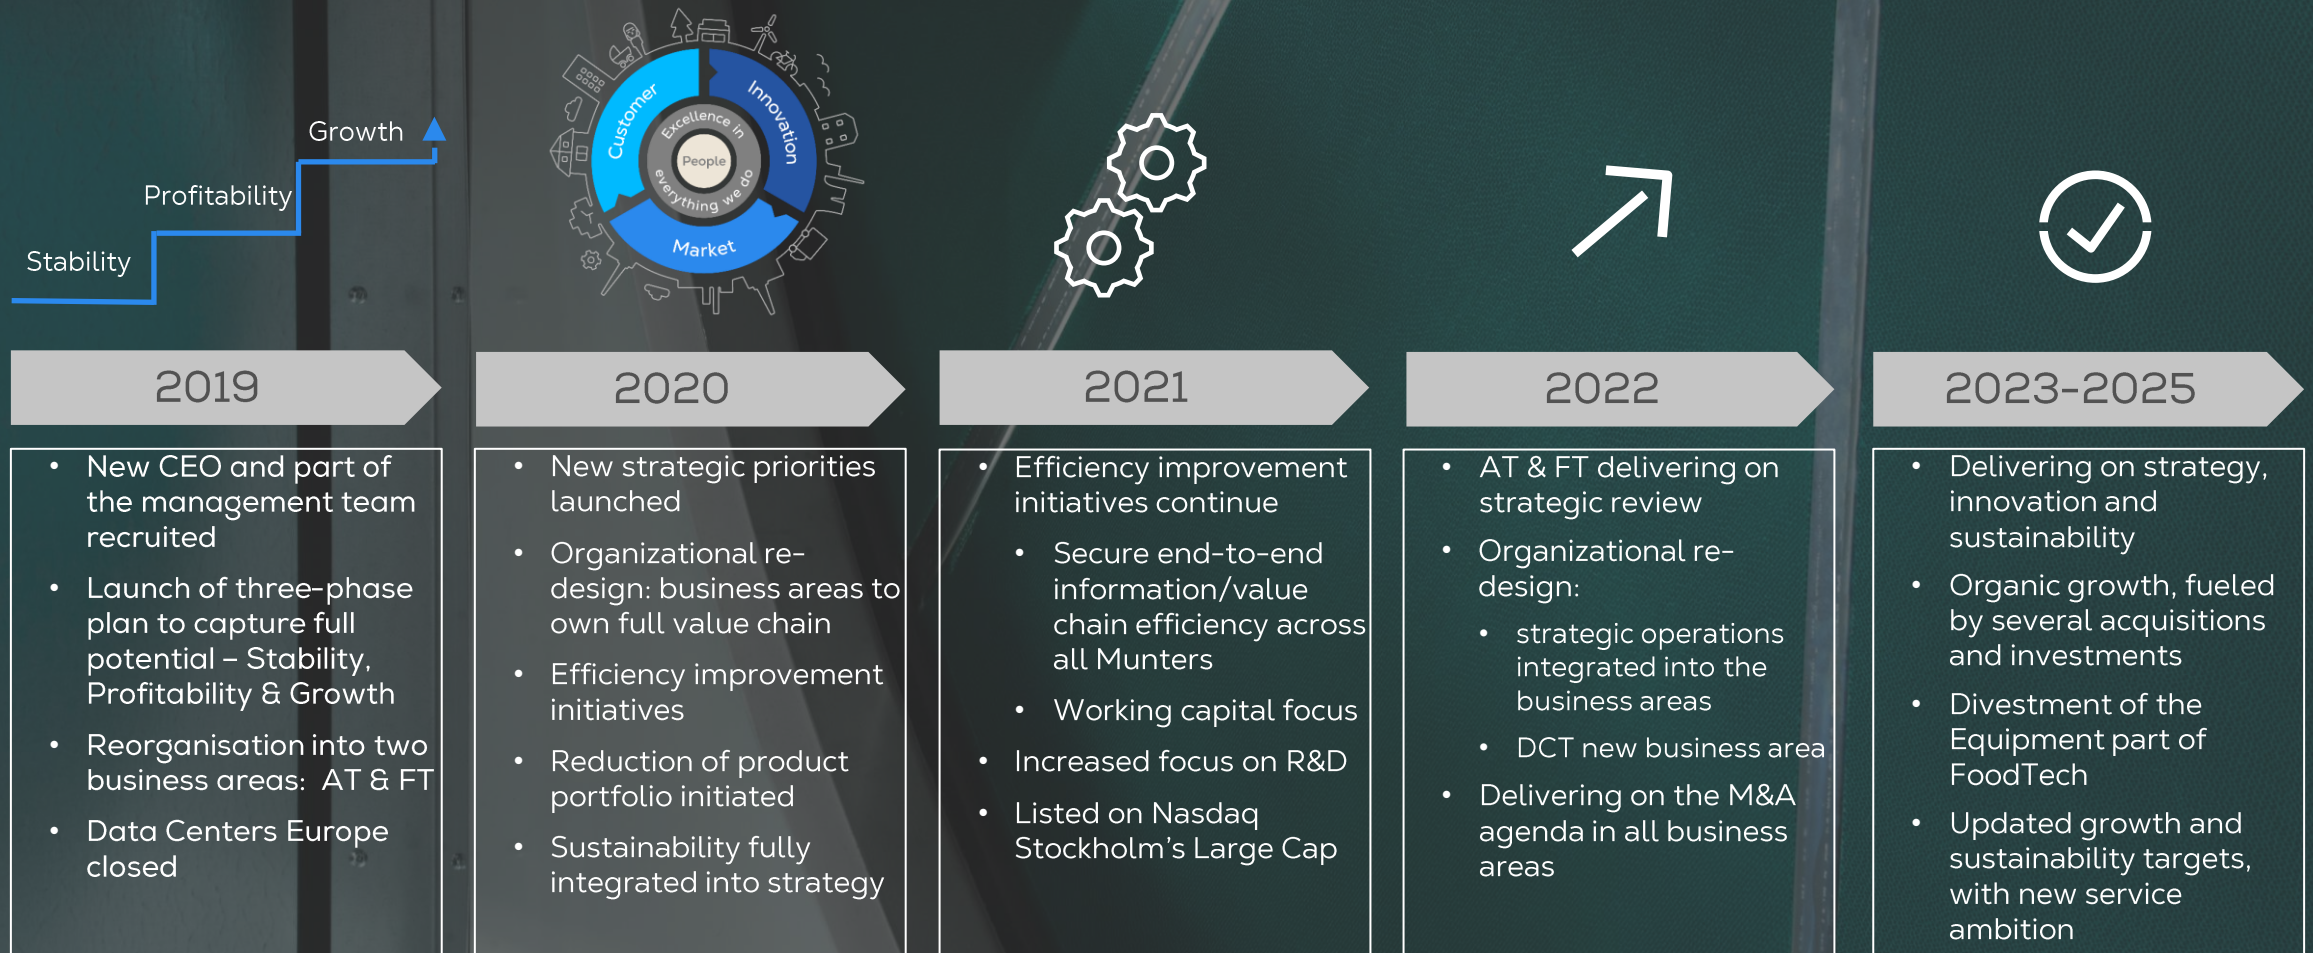 Growth
Profitability
Stability
Customer
Innovation
Market
Excellence in
everything we do
People
2019
• New CEO and part of
the management team
recruited
• Launch of three-phase
plan to capture full
potential – Stability,
Profitability & Growth
• Reorganisation into two
business areas: AT & FT
• Data Centers Europe
closed
2020
• New strategic priorities
launched
• Organizational re-
design: business areas to
own full value chain
• Efficiency improvement
initiatives
• Reduction of product
portfolio initiated
• Sustainability fully
integrated into strategy
2021
• Efficiency improvement
initiatives continue
• Secure end-to-end
information/value
chain efficiency across
all Munters
• Working capital focus
• Increased focus on R&D
• Listed on Nasdaq
Stockholm's Large Cap
2022
• AT & FT delivering on
strategic review
• Organizational re-
design:
• strategic operations
integrated into the
business areas
• DCT new business area
• Delivering on the M&A
agenda in all business
areas
2023-2025
• Delivering on strategy,
innovation and
sustainability
• Organic growth, fueled
by several acquisitions
and investments
• Divestment of the
Equipment part of
FoodTech
• Updated growth and
sustainability targets,
with new service
ambition